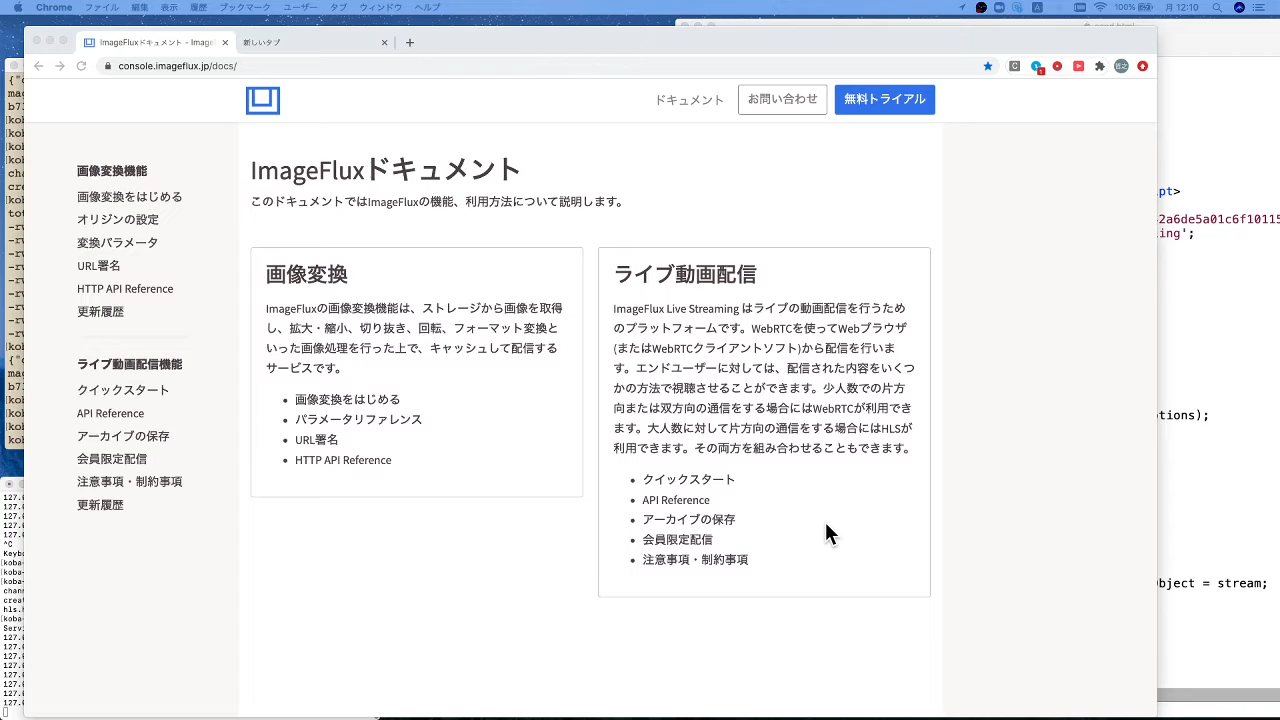 Chrome ファイル 編集 表示 履歴 ブックマーク ユーザー タブ ウィンドウ ヘルプ 100% 月 12:10
ImageFluxドキュメント - Imagel × 新しいタブ × +
console.imageflux.jp/docs/
ドキュメント お問い合わせ 無料トライアル
画像変換機能
画像変換をはじめる
オリジンの設定
変換パラメータ
URL署名
HTTP API Reference
更新履歴
ライブ動画配信機能
クイックスタート
API Reference
アーカイブの保存
会員限定配信
注意事項・制約事項
更新履歴
ImageFluxドキュメント
このドキュメントではImageFluxの機能、利用方法について説明します。
画像変換
ImageFluxの画像変換機能は、ストレージから画像を取得
し、拡大・縮小、切り抜き、回転、フォーマット変換と
いった画像処理を行った上で、キャッシュして配信する
サービスです。
• 画像変換をはじめる
• パラメータリファレンス
• URL署名
• HTTP API Reference
ライブ動画配信
ImageFlux Live Streaming はライブの動画配信を行うため
のプラットフォームです。WebRTCを使ってWebブラウザ
(またはWebRTCクライアントソフト)から配信を行いま
す。エンドユーザーに対しては、配信された内容をいくつ
かの方法で視聴させることができます。少人数での片方
向または双方向の通信をする場合にはWebRTCが利用でき
ます。大人数に対して片方向の通信をする場合にはHLSが
利用できます。その両方を組み合わせることもできます。
• クイックスタート
• API Reference
• アーカイブの保存
• 会員限定配信
• 注意事項・制約事項
ipt>
2a6de5a01c6f10115
ing';
tions);
bject = stream;